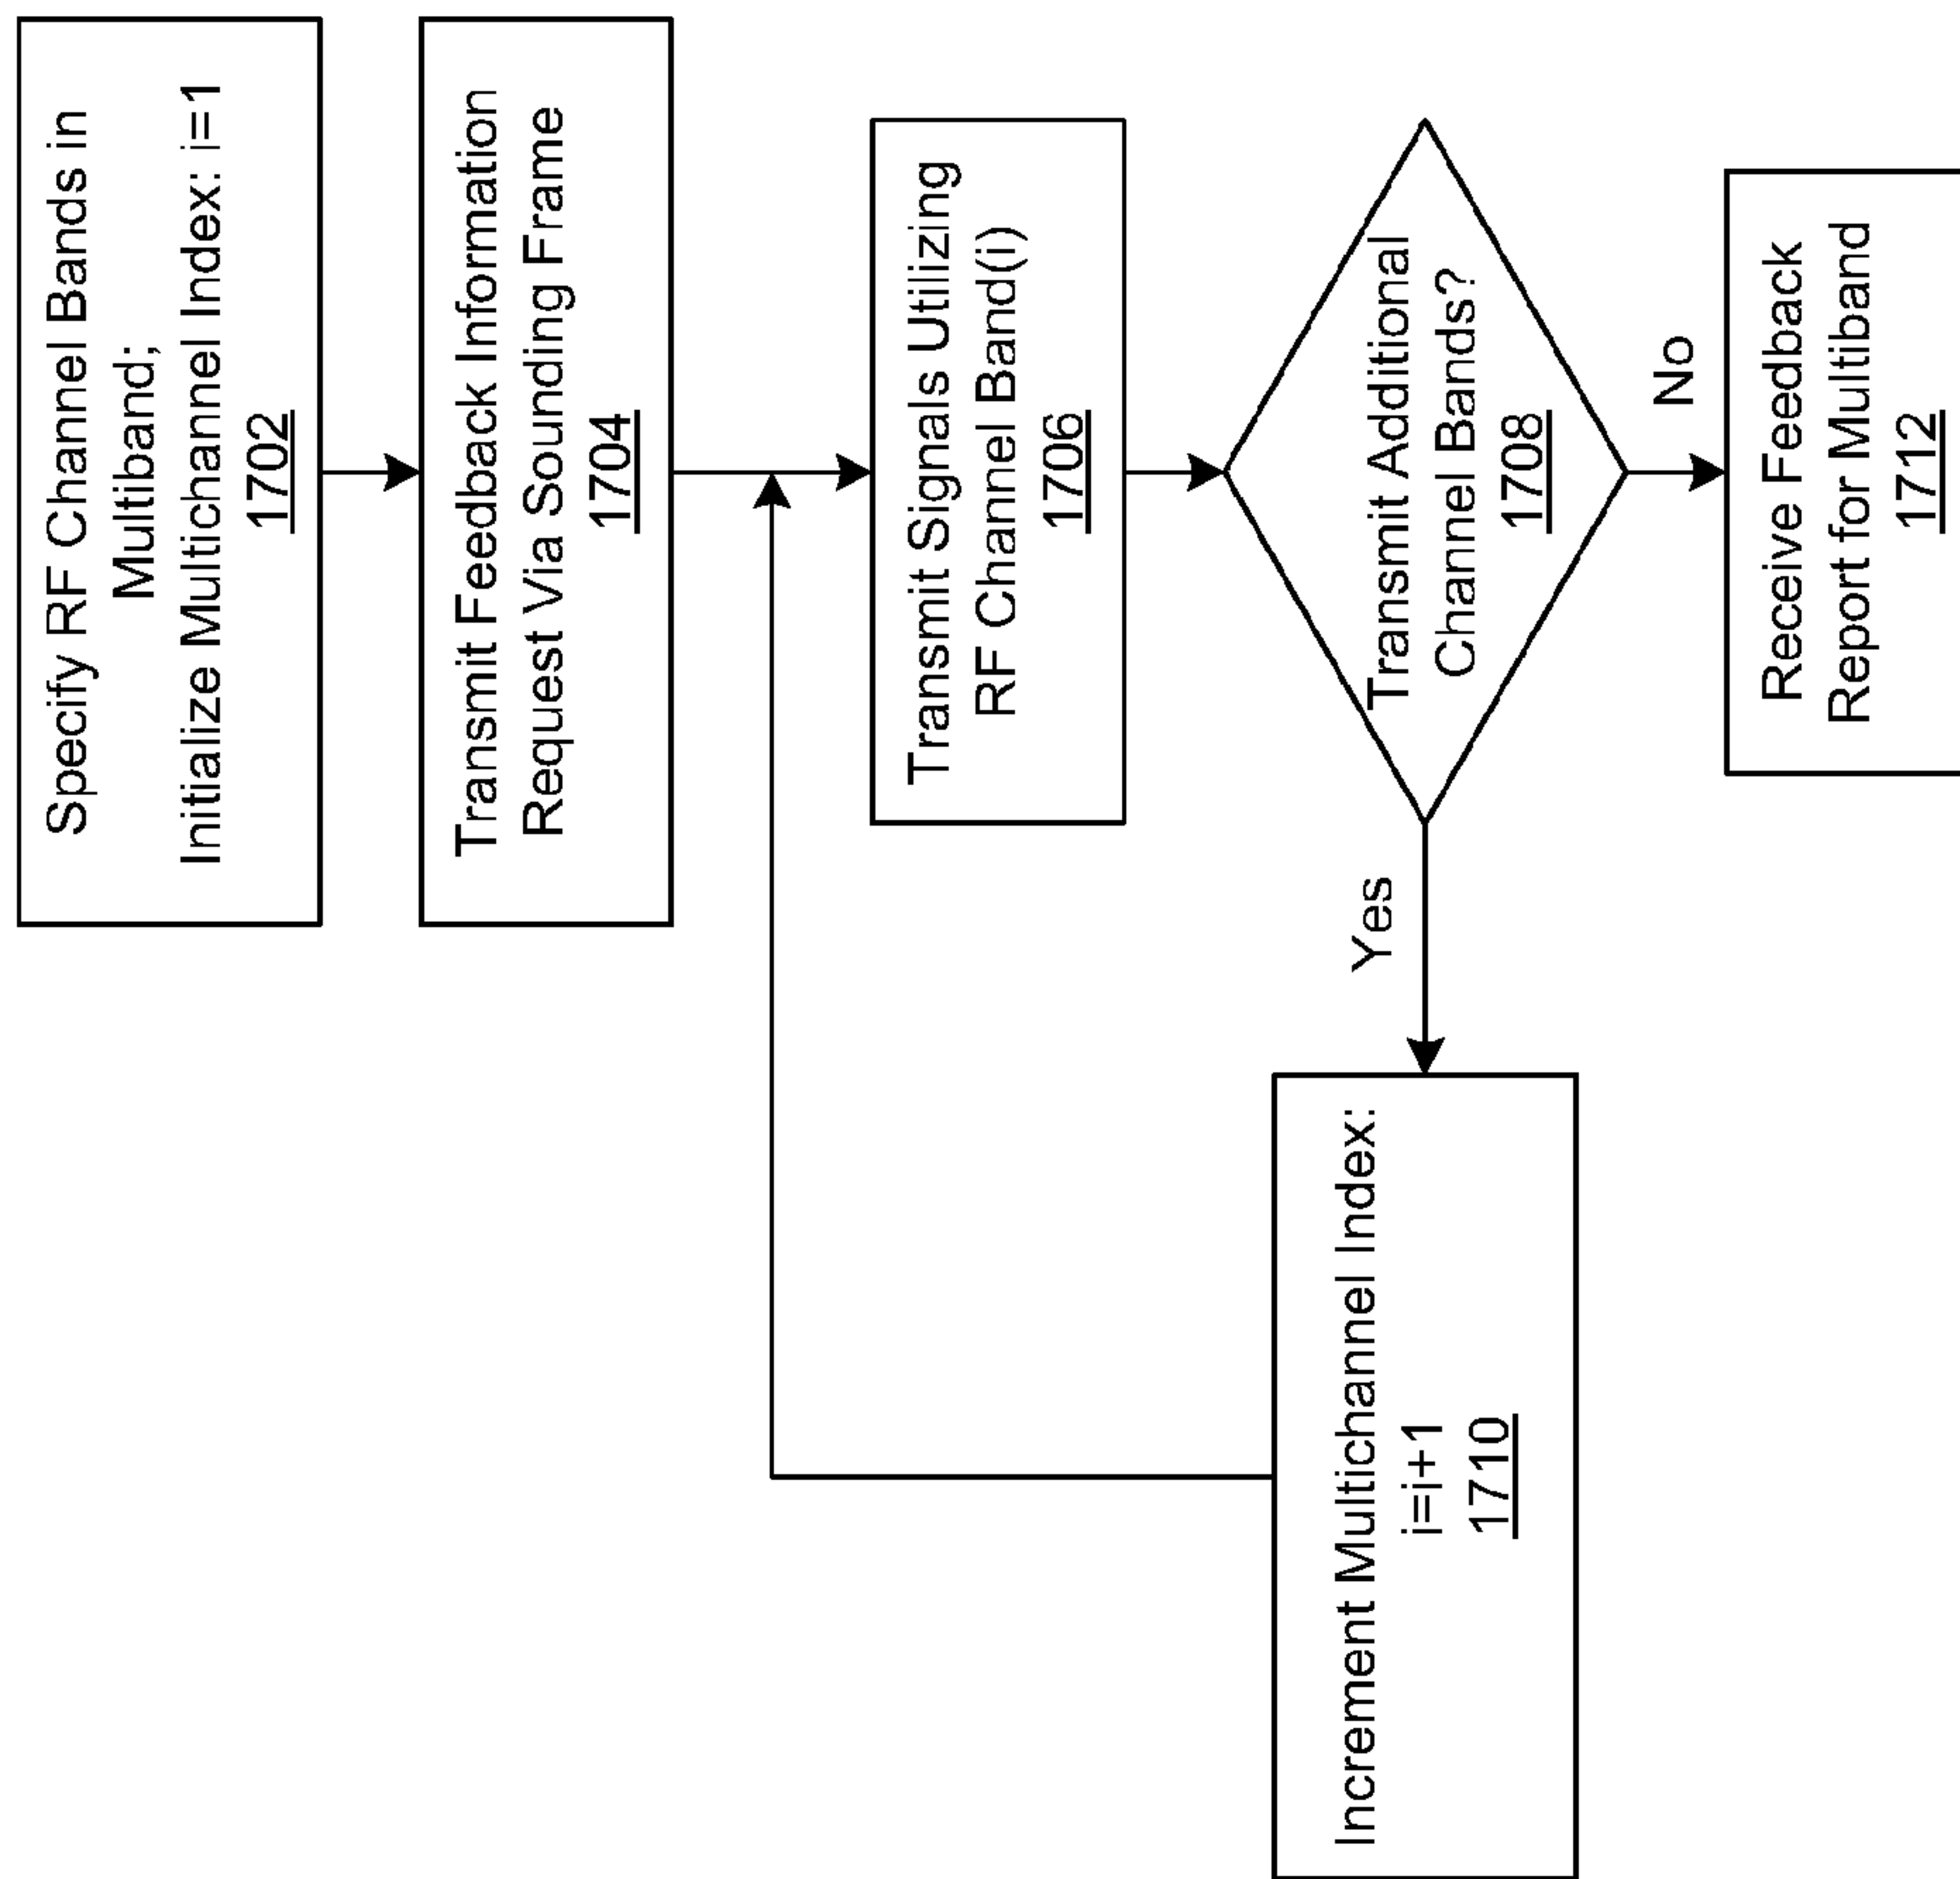 Specify RF Channel Bands in
Multiband;
Initialize Multichannel Index: i=1
1702
Transmit Feedback Information
Request Via Sounding Frame
1704
Transmit Signals Utilizing
RF Channel Band(i)
1706
Transmit Additional
Channel Bands?
1708
Yes
Increment Multichannel Index:
i=i+1
1710
No
Receive Feedback
Report for Multiband
1712